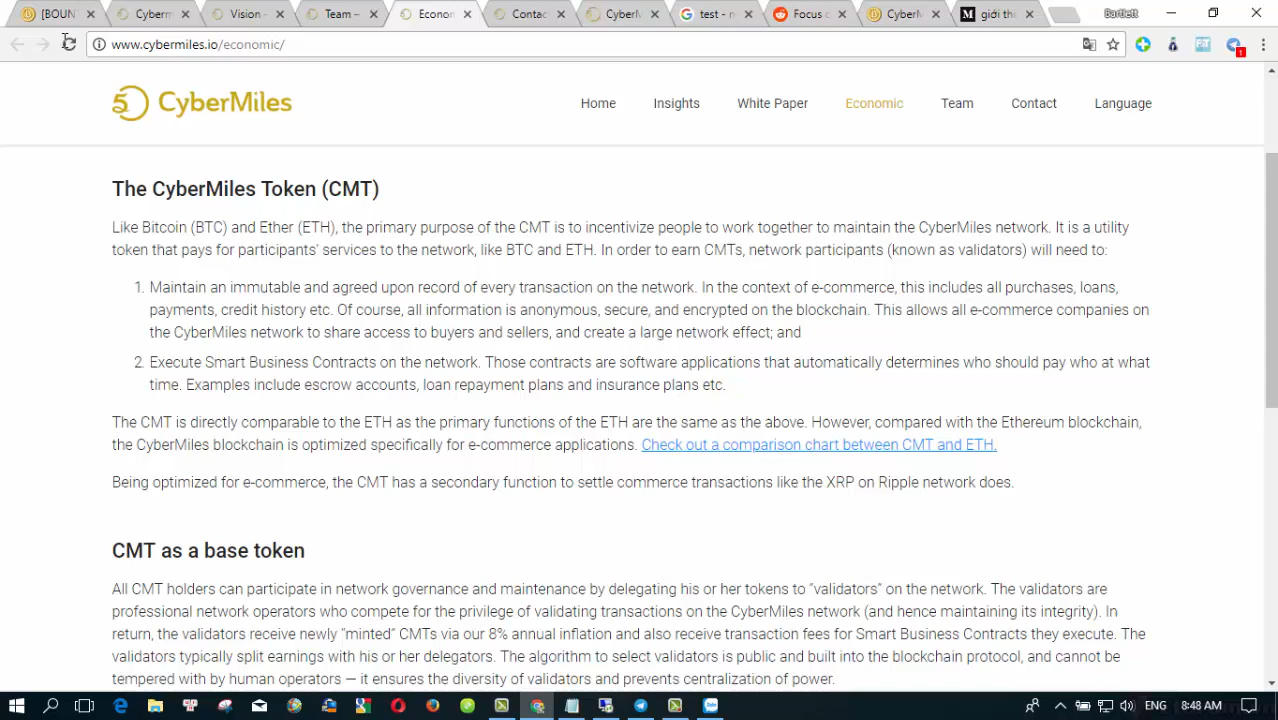 [BOUN
Cyberm
Vision -
Team –
Econom
Contac
CyberM
test -
Focus
CyberM
gidi the
Bartlett
www.cybermiles.io/economic/
1
CyberMiles
Home
Insights
White Paper
Economic
Team
Contact
Language
The CyberMiles Token (CMT)
Like Bitcoin (BTC) and Ether (ETH), the primary purpose of the CMT is to incentivize people to work together to maintain the CyberMiles network. It is a utility
token that pays for participants' services to the network, like BTC and ETH. In order to earn CMTs, network participants (known as validators) will need to:
1. Maintain an immutable and agreed upon record of every transaction on the network. In the context of e-commerce, this includes all purchases, loans,
payments, credit history etc. Of course, all information is anonymous, secure, and encrypted on the blockchain. This allows all e-commerce companies on
the CyberMiles network to share access to buyers and sellers, and create a large network effect; and
2. Execute Smart Business Contracts on the network. Those contracts are software applications that automatically determines who should pay who at what
time. Examples include escrow accounts, loan repayment plans and insurance plans etc.
The CMT is directly comparable to the ETH as the primary functions of the ETH are the same as the above. However, compared with the Ethereum blockchain,
the CyberMiles blockchain is optimized specifically for e-commerce applications. Check out a comparison chart between CMT and ETH.
Being optimized for e-commerce, the CMT has a secondary function to settle commerce transactions like the XRP on Ripple network does.
CMT as a base token
All CMT holders can participate in network governance and maintenance by delegating his or her tokens to “validators” on the network. The validators are
professional network operators who compete for the privilege of validating transactions on the CyberMiles network (and hence maintaining its integrity). In
return, the validators receive newly “minted” CMTs via our 8% annual inflation and also receive transaction fees for Smart Business Contracts they execute. The
validators typically split earnings with his or her delegators. The algorithm to select validators is public and built into the blockchain protocol, and cannot be
tempered with by human operators — it ensures the diversity of validators and prevents centralization of power.
ENG
8:48 AM